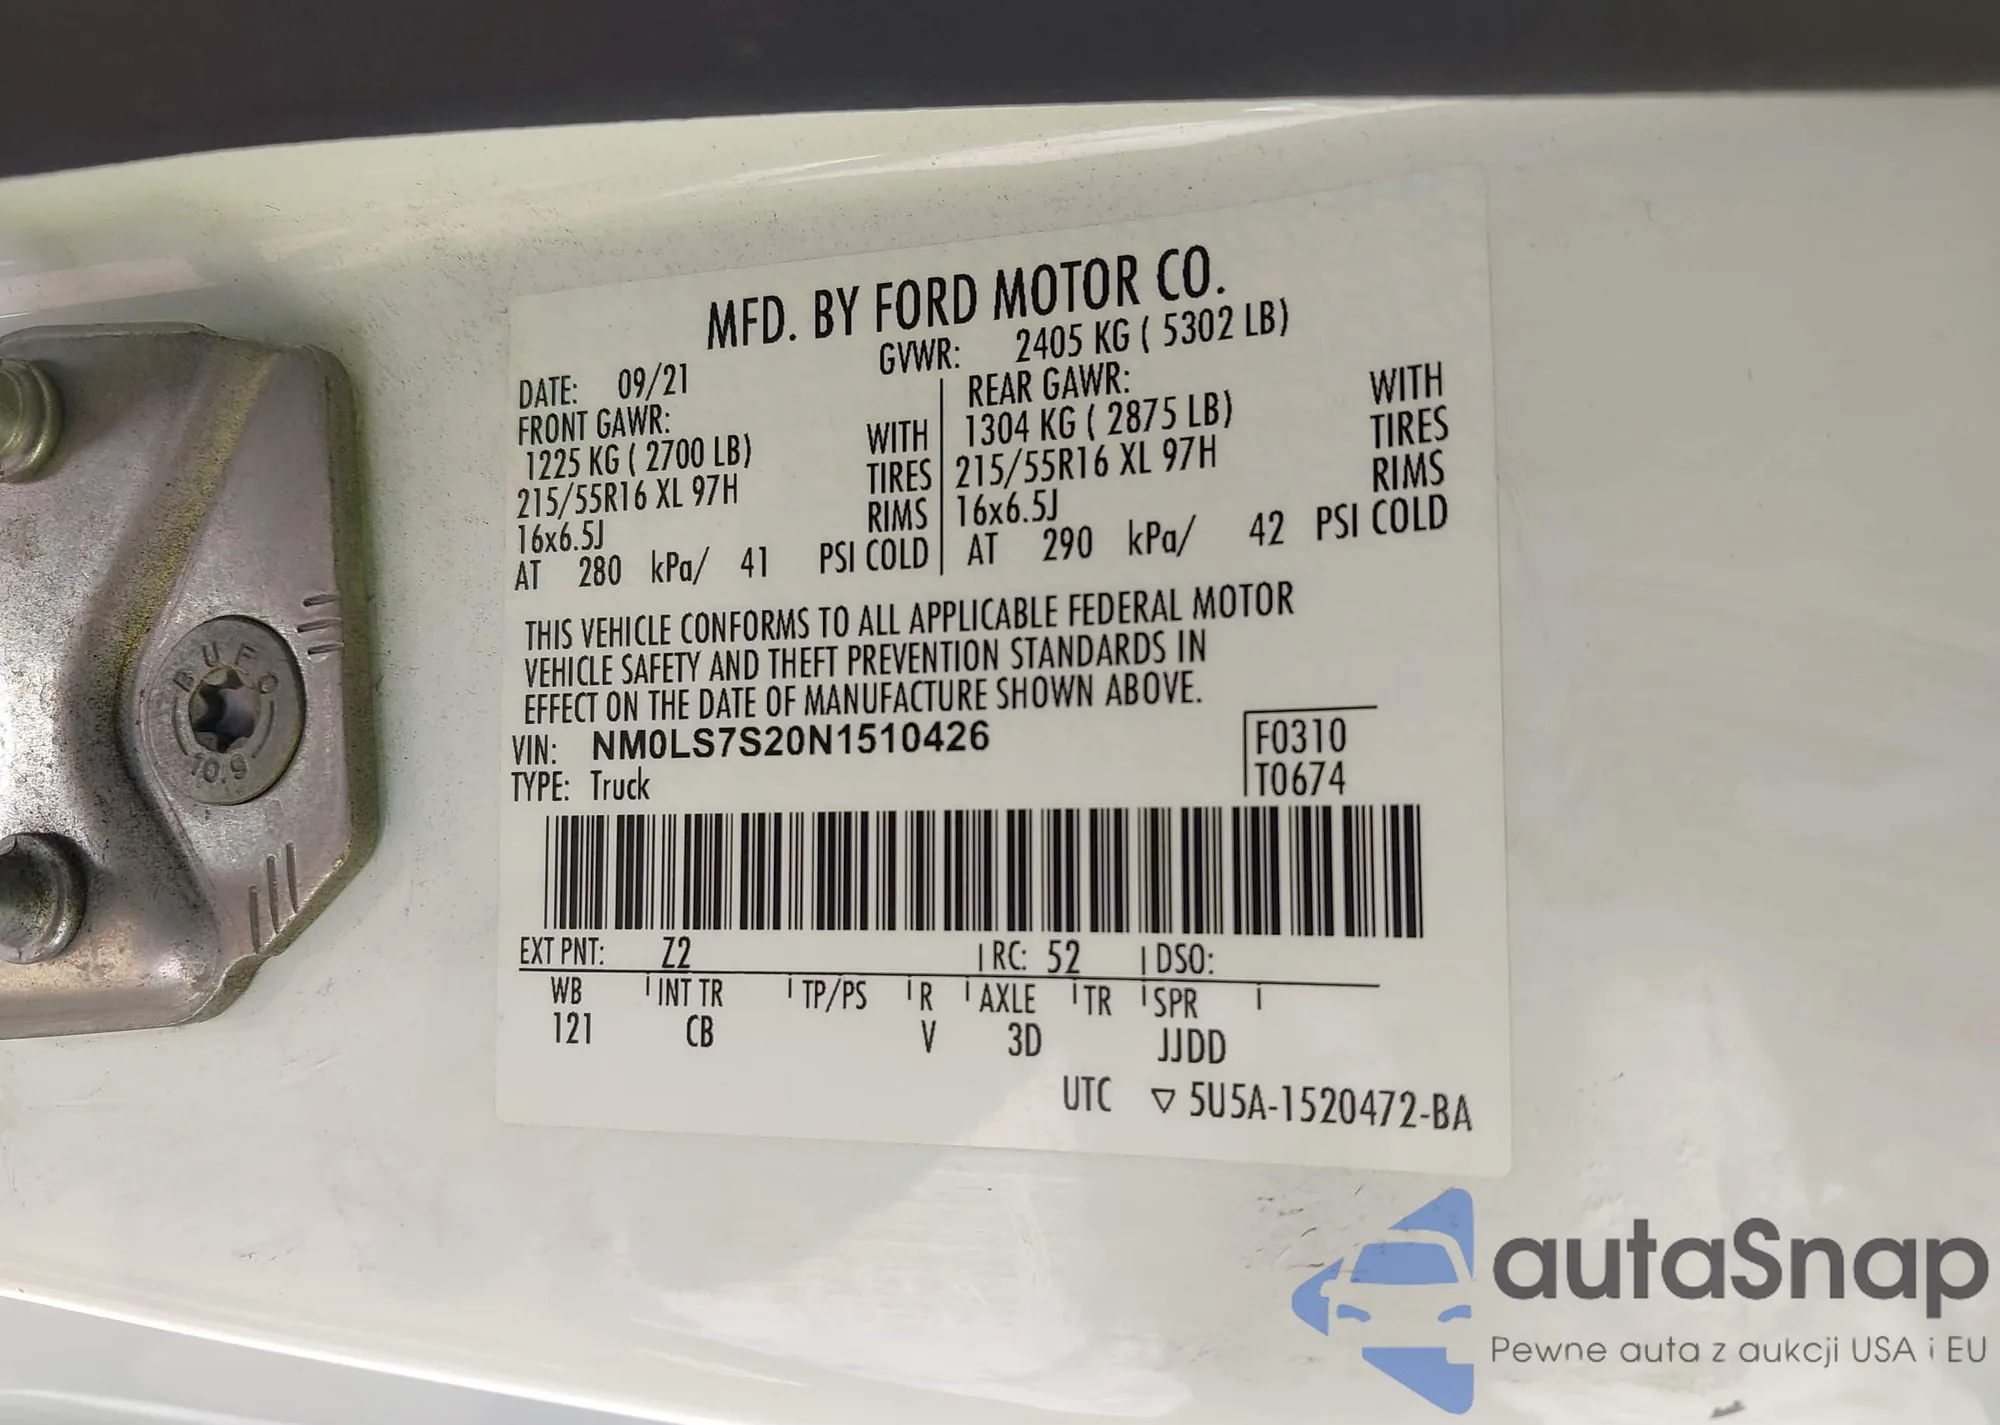 MFD. BY FORD MOTOR CO.
DATE: 09/21 GVWR: 2405 KG ( 5302 LB)
FRONT GAWR: REAR GAWR:
1225 KG ( 2700 LB) WITH 1304 KG ( 2875 LB) WITH
215/55R16 XL 97H TIRES 215/55R16 XL 97H TIRES
16x6.5J RIMS 16x6.5J RIMS
AT 280 kPa/ 41 PSI COLD AT 290 kPa/ 42 PSI COLD
THIS VEHICLE CONFORMS TO ALL APPLICABLE FEDERAL MOTOR
VEHICLE SAFETY AND THEFT PREVENTION STANDARDS IN
EFFECT ON THE DATE OF MANUFACTURE SHOWN ABOVE.
VIN: NM0LS7S20N1510426 F0310
TYPE: Truck T0674
EXT PNT: Z2 RC: 52 DSO:
WB INT TR TP/PS R AXLE TR SPR
121 CB V 3D JJDD
UTC ▽ 5U5A-1520472-BA
BUFO
10.9
autaSnap
Pewne auta z aukcji USA i EU